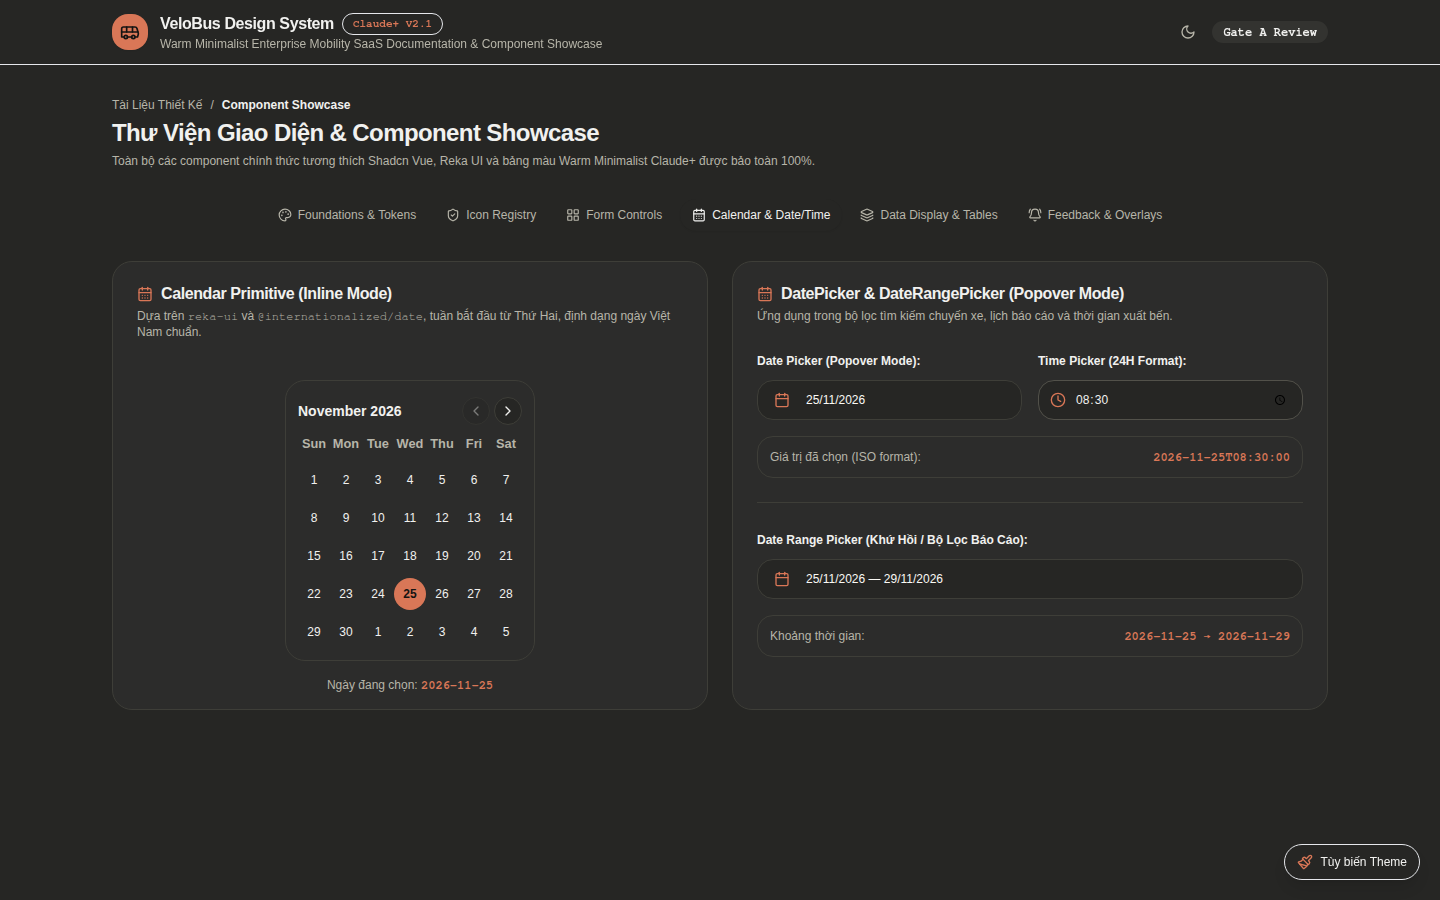 VeloBus Design System Claude+ V2.1
Warm Minimalist Enterprise Mobility SaaS Documentation & Component Showcase
Gate A Review
Tài Liệu Thiết Kế / Component Showcase
Thư Viện Giao Diện & Component Showcase
Toàn bộ các component chính thức tương thích Shadcn Vue, Reka UI và bảng màu Warm Minimalist Claude+ được bảo toàn 100%.
Foundations & Tokens Icon Registry Form Controls Calendar & Date/Time Data Display & Tables Feedback & Overlays
Calendar Primitive (Inline Mode)
Dựa trên reka-ui và @internationalized/date, tuần bắt đầu từ Thứ Hai, định dạng ngày Việt
Nam chuẩn.
November 2026
Sun Mon Tue Wed Thu Fri Sat
1 2 3 4 5 6 7
8 9 10 11 12 13 14
15 16 17 18 19 20 21
22 23 24 25 26 27 28
29 30 1 2 3 4 5
Ngày đang chọn: 2026-11-25
DatePicker & DateRangePicker (Popover Mode)
Ứng dụng trong bộ lọc tìm kiếm chuyến xe, lịch báo cáo và thời gian xuất bến.
Date Picker (Popover Mode): Time Picker (24H Format):
25/11/2026 08:30
Giá trị đã chọn (ISO format): 2026-11-25T08:30:00
Date Range Picker (Khứ Hồi / Bộ Lọc Báo Cáo):
25/11/2026 — 29/11/2026
Khoảng thời gian: 2026-11-25 → 2026-11-29
Tùy biến Theme